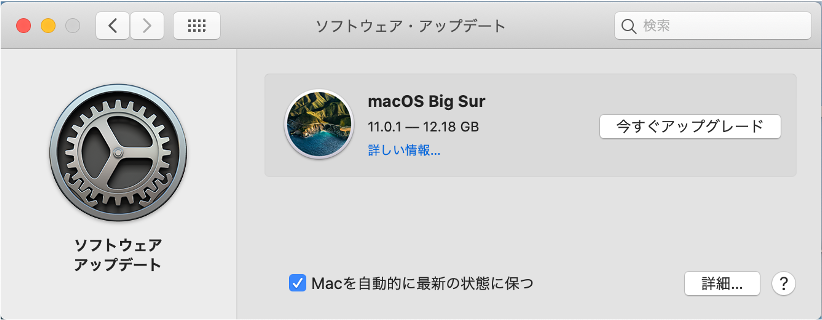 ソフトウェア・アップデート
検索
macOS Big Sur
11.0.1 — 12.18 GB
詳しい情報...
今すぐアップグレード
ソフトウェア
アップデート
Macを自動的に最新の状態に保つ
詳細...
?